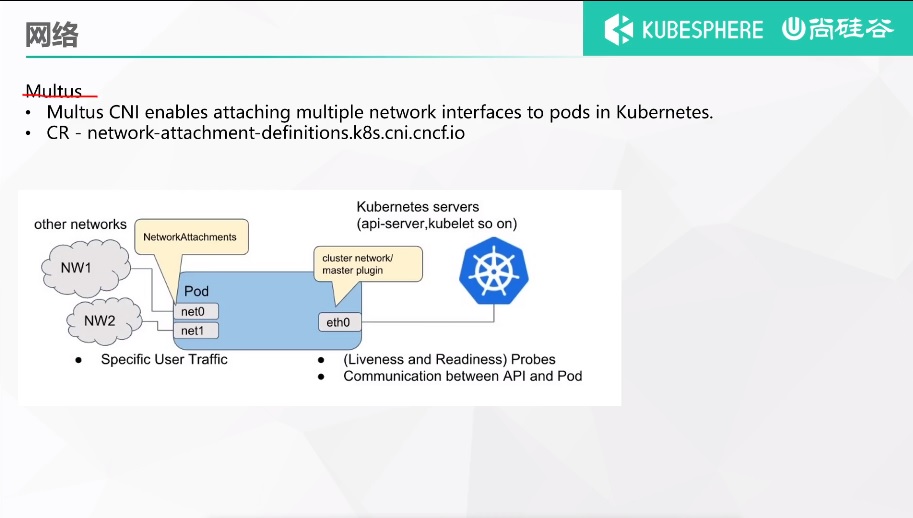 网络
KUBESPHERE 尚硅谷
Multus
• Multus CNI enables attaching multiple network interfaces to pods in Kubernetes.
• CR - network-attachment-definitions.k8s.cni.cncf.io
Kubernetes servers
(api-server,kubelet so on)
other networks
NetworkAttachments
cluster network/
master plugin
NW1
Pod
net0
NW2
net1
eth0
● Specific User Traffic
● (Liveness and Readiness) Probes
● Communication between API and Pod